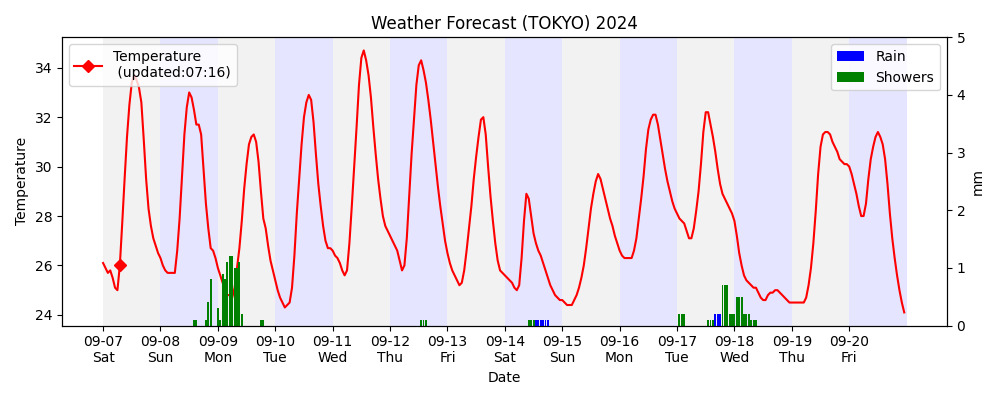 Weather Forecast (TOKYO) 2024
Temperature
(updated:07:16)
Rain
Showers
Temperature
34
32
30
28
26
24
5
4
3
2
1
0
mm
09-07 09-08 09-09 09-10 09-11 09-12 09-13 09-14 09-15 09-16 09-17 09-18 09-19 09-20
Sat Sun Mon Tue Wed Thu Fri Sat Sun Mon Tue Wed Thu Fri
Date